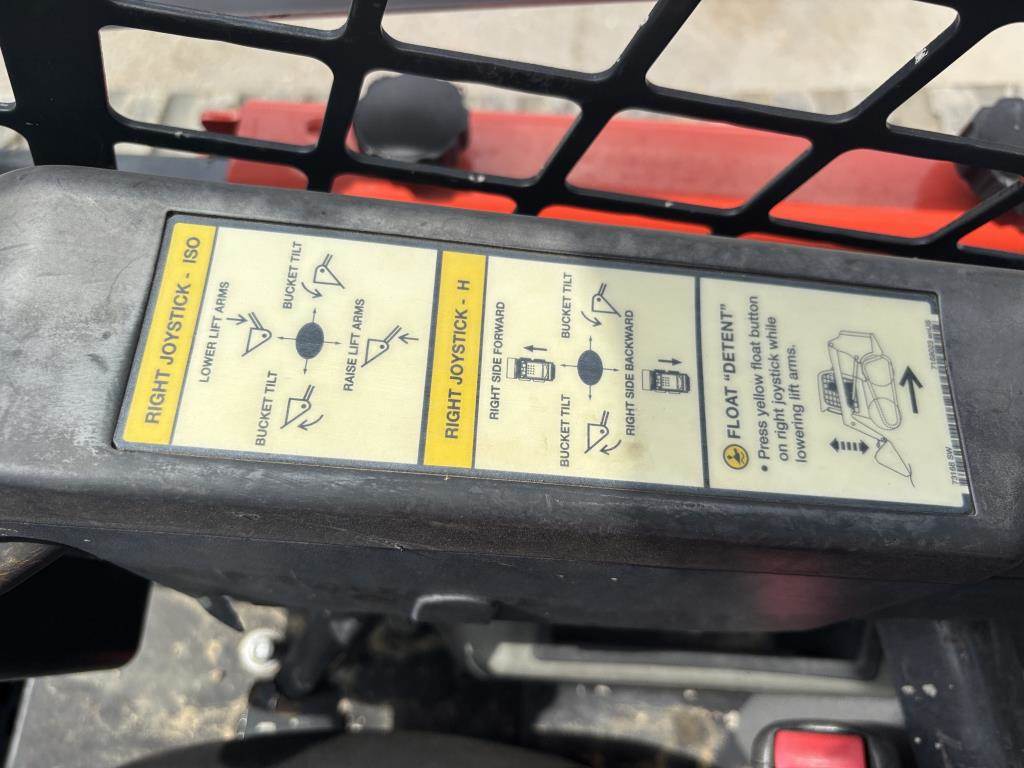 RIGHT JOYSTICK - ISO
LOWER LIFT ARMS
BUCKET TILT
BUCKET TILT
RAISE LIFT ARMS
RIGHT JOYSTICK - H
RIGHT SIDE FORWARD
BUCKET TILT
BUCKET TILT
RIGHT SIDE BACKWARD
FLOAT "DETENT"
• Press yellow float button
on right joystick while
lowering lift arms.